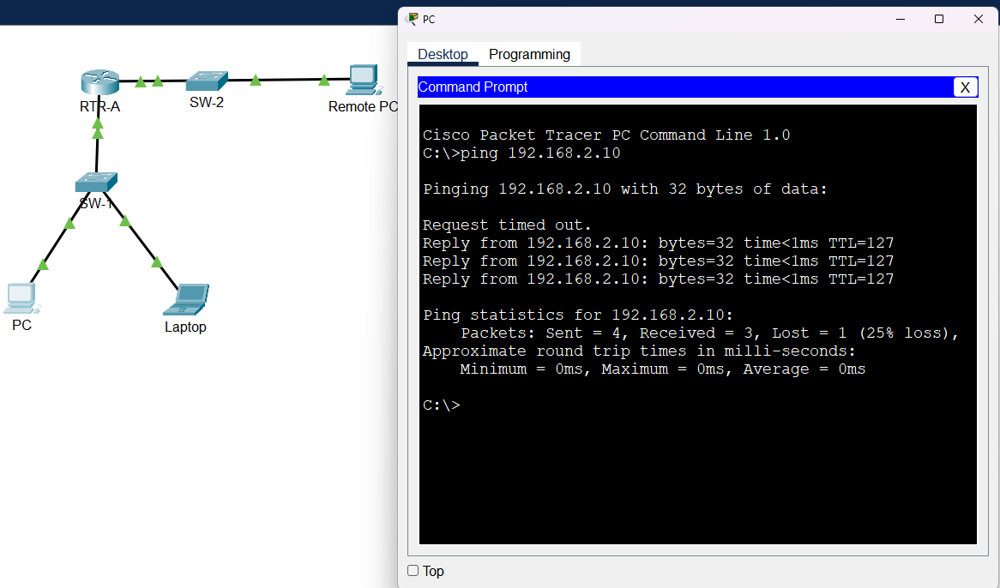 PC
Desktop Programming
Command Prompt X
Cisco Packet Tracer PC Command Line 1.0
C:\>ping 192.168.2.10
Pinging 192.168.2.10 with 32 bytes of data:
Request timed out.
Reply from 192.168.2.10: bytes=32 time<1ms TTL=127
Reply from 192.168.2.10: bytes=32 time<1ms TTL=127
Reply from 192.168.2.10: bytes=32 time<1ms TTL=127
Ping statistics for 192.168.2.10:
Packets: Sent = 4, Received = 3, Lost = 1 (25% loss),
Approximate round trip times in milli-seconds:
Minimum = 0ms, Maximum = 0ms, Average = 0ms
C:\>
Top
RTR-A
SW-2
Remote PC
SW-1
PC
Laptop